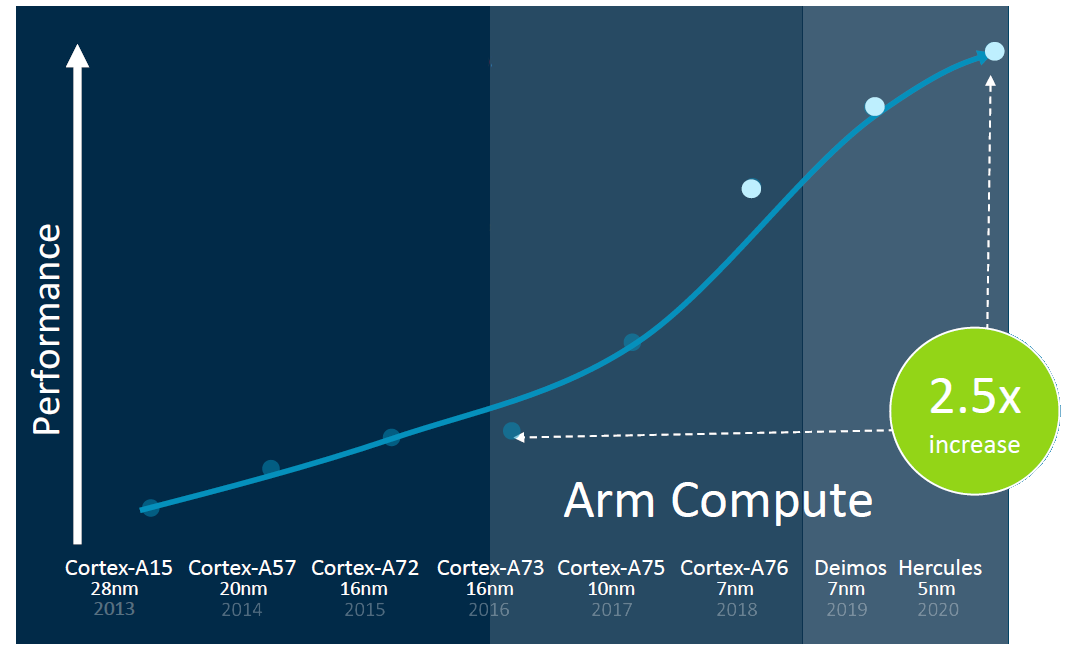 Performance
2.5x
increase
Arm Compute
Cortex-A15 Cortex-A57 Cortex-A72 Cortex-A73 Cortex-A75 Cortex-A76 Deimos Hercules
28nm 20nm 16nm 16nm 10nm 7nm 7nm 5nm
2013 2014 2015 2016 2017 2018 2019 2020